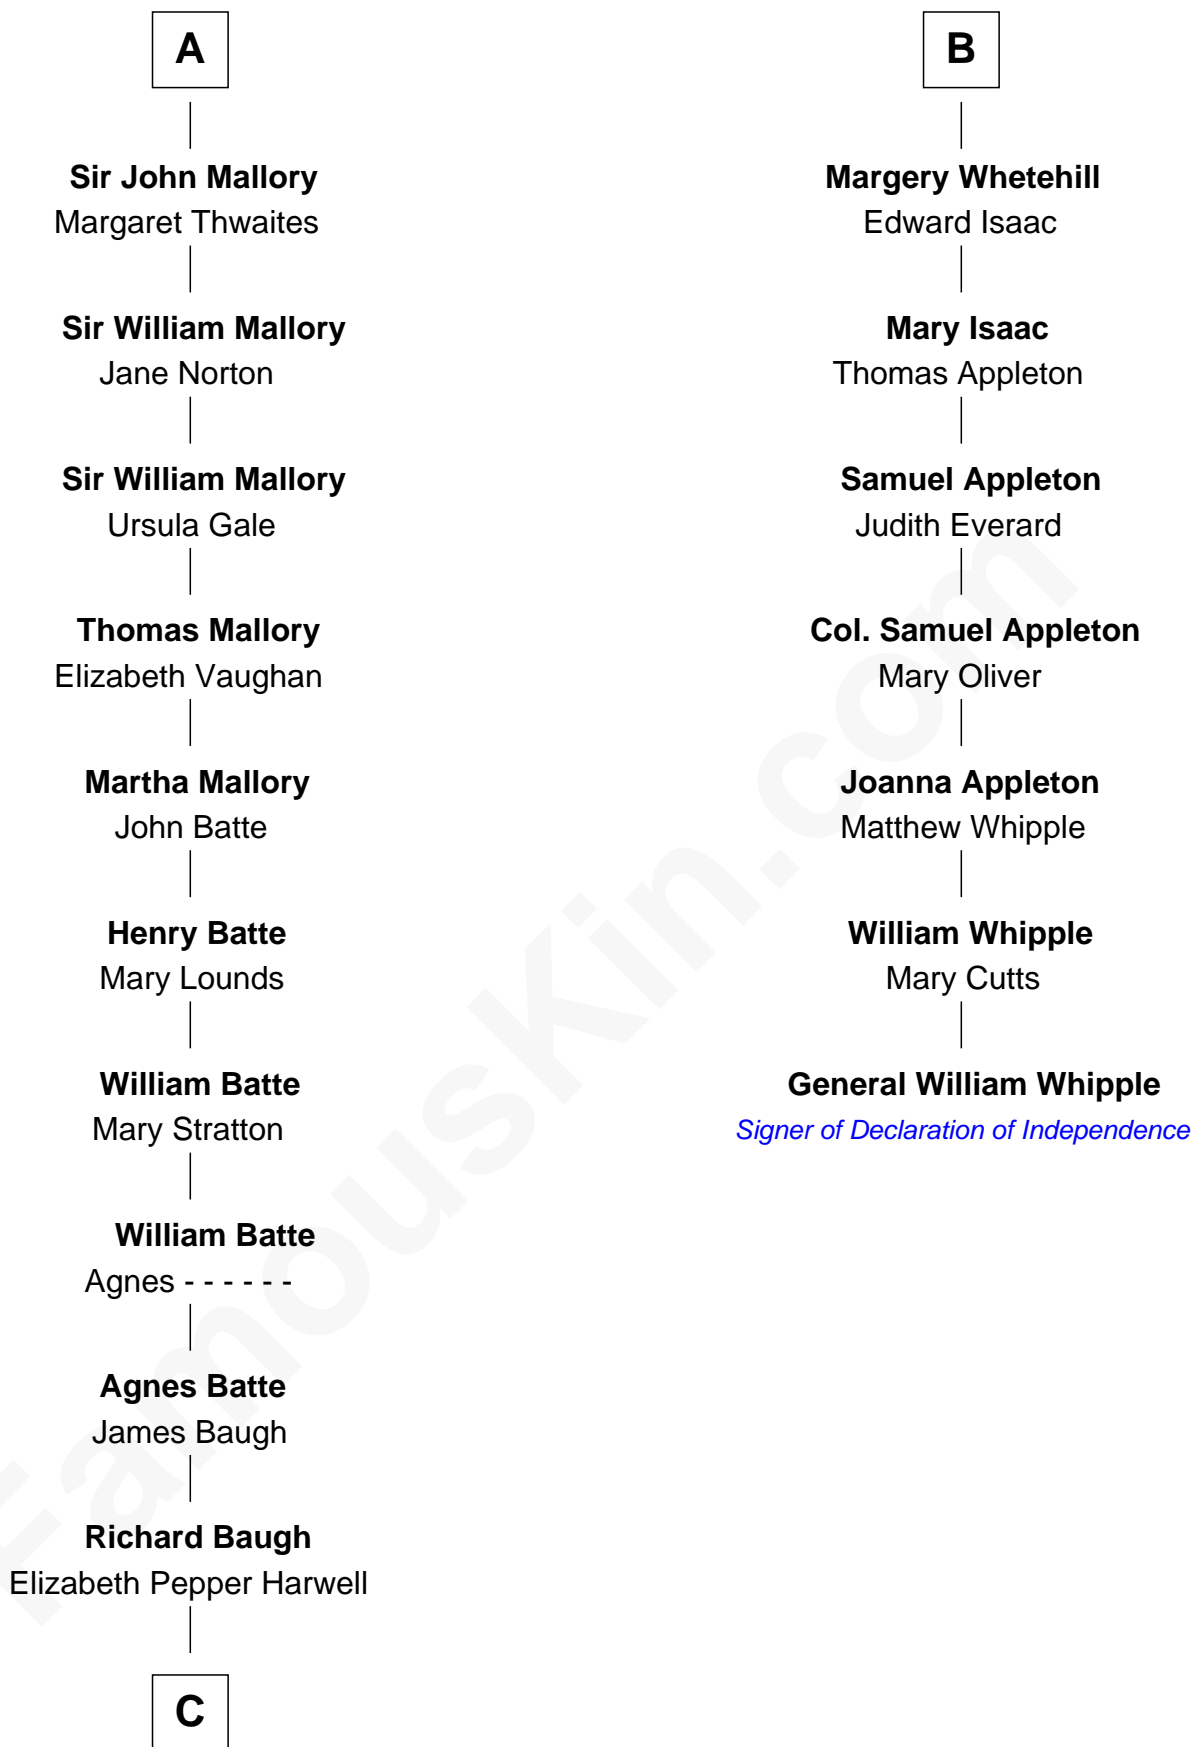 A
Sir John Mallory
Margaret Thwaites
Sir William Mallory
Jane Norton
Sir William Mallory
Ursula Gale
Thomas Mallory
Elizabeth Vaughan
Martha Mallory
John Batte
Henry Batte
Mary Lounds
William Batte
Mary Stratton
William Batte
Agnes - - - - - -
Agnes Batte
James Baugh
Richard Baugh
Elizabeth Pepper Harwell
C
B
Margery Whetehill
Edward Isaac
Mary Isaac
Thomas Appleton
Samuel Appleton
Judith Everard
Col. Samuel Appleton
Mary Oliver
Joanna Appleton
Matthew Whipple
William Whipple
Mary Cutts
General William Whipple
Signer of Declaration of Independence
FamousKin.com